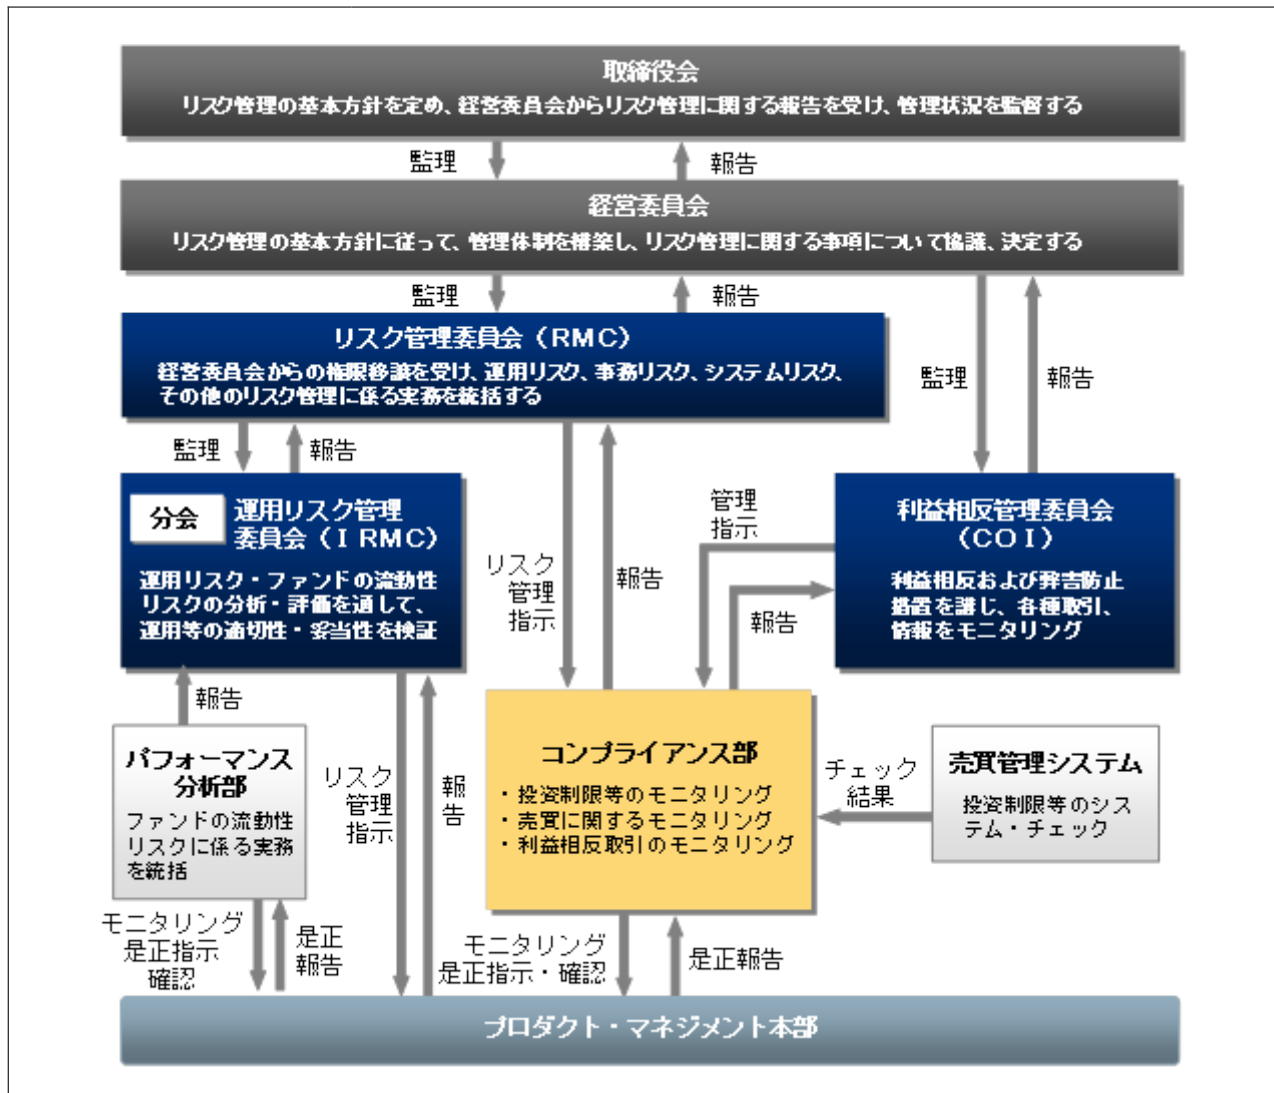 取締役会
リスク管理の基本方針を定め、経営委員会からリスク管理に関する報告を受け、管理状況を監督する
監理
報告
経営委員会
リスク管理の基本方針に従って、管理体制を構築し、リスク管理に関する事項について協議、決定する
監理
報告
リスク管理委員会（RMC）
経営委員会からの権限移譲を受け、運用リスク、事務リスク、システムリスク、
その他のリスク管理に係る実務を統括する
監理
報告
監理
報告
分会
運用リスク管理
委員会（IRMC）
運用リスク・ファンドの流動性
リスクの分析・評価を通して、
運用等の適切性・妥当性を検証
リスク
管理
指示
報告
管理
指示
報告
利益相反管理委員会
（COI）
利益相反および弊害防止
措置を講じ、各種取引、
情報をモニタリング
報告
パフォーマンス
分析部
ファンドの流動性
リスクに係る実務
を統括
リスク
管理
指示
報
告
コンプライアンス部
・投資制限等のモニタリング
・売買に関するモニタリング
・利益相反取引のモニタリング
チェック
結果
売買管理システム
投資制限等のシス
テム・チェック
モニタリング
是正指示
確認
是正
報告
モニタリング
是正指示・確認
是正報告
プロダクト・マネジメント本部